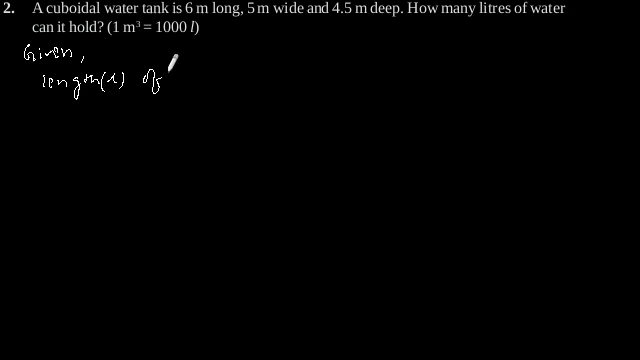 2. A cuboidal water tank is 6 m long, 5 m wide and 4.5 m deep. How many litres of water
can it hold? (1 m³ = 1000 l)
Given,
length(l) of